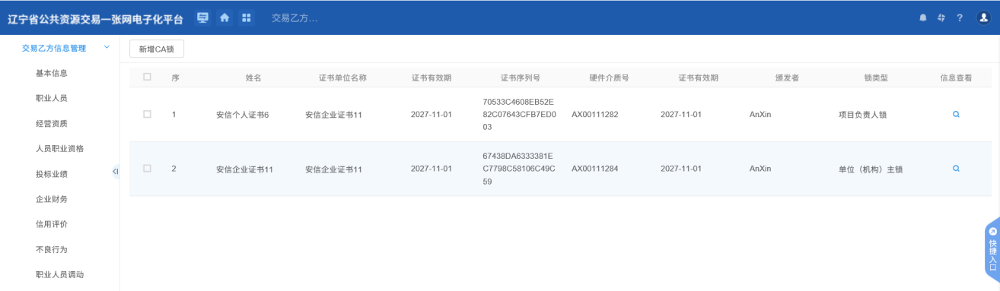 辽宁省公共资源交易一张网电子化平台 交易乙方...
交易乙方信息管理
基本信息
职业人员
经营资质
人员职业资格
投标业绩
企业财务
信用评价
不良行为
职业人员调动
新增CA锁
序 姓名 证书单位名称 证书有效期 证书序列号 硬件介质号 证书有效期 颁发者 锁类型 信息查看
1 安信个人证书6 安信企业证书11 2027-11-01 70533C4608EB52E
82C07643CFB7ED0
03
AX00111282 2027-11-01 AnXin 项目负责人锁
2 安信企业证书11 安信企业证书11 2027-11-01 67438DA6333381E
C7798C58106C49C
59
AX00111284 2027-11-01 AnXin 单位（机构）主锁
快捷入口